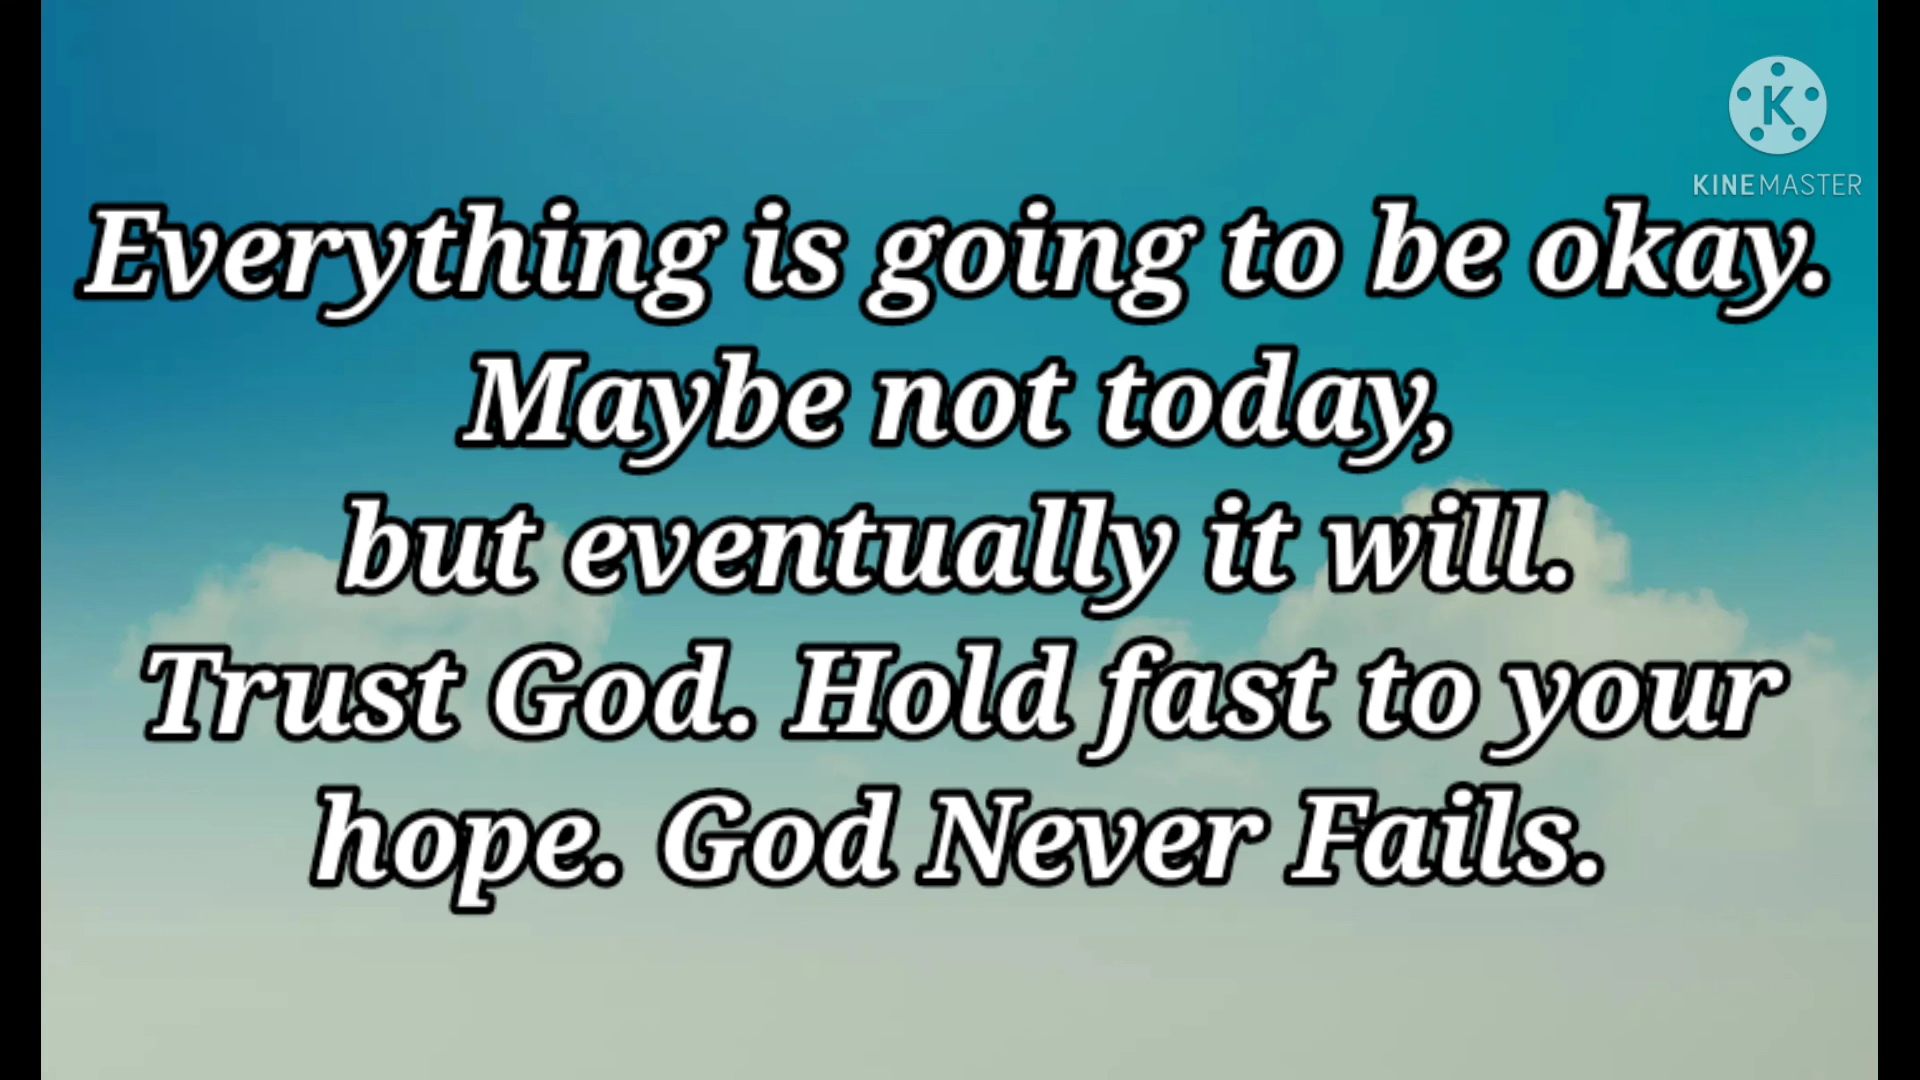 K
KINEMASTER
Everything is going to be okay.
Maybe not today,
but eventually it will.
Trust God. Hold fast to your
hope. God Never Fails.